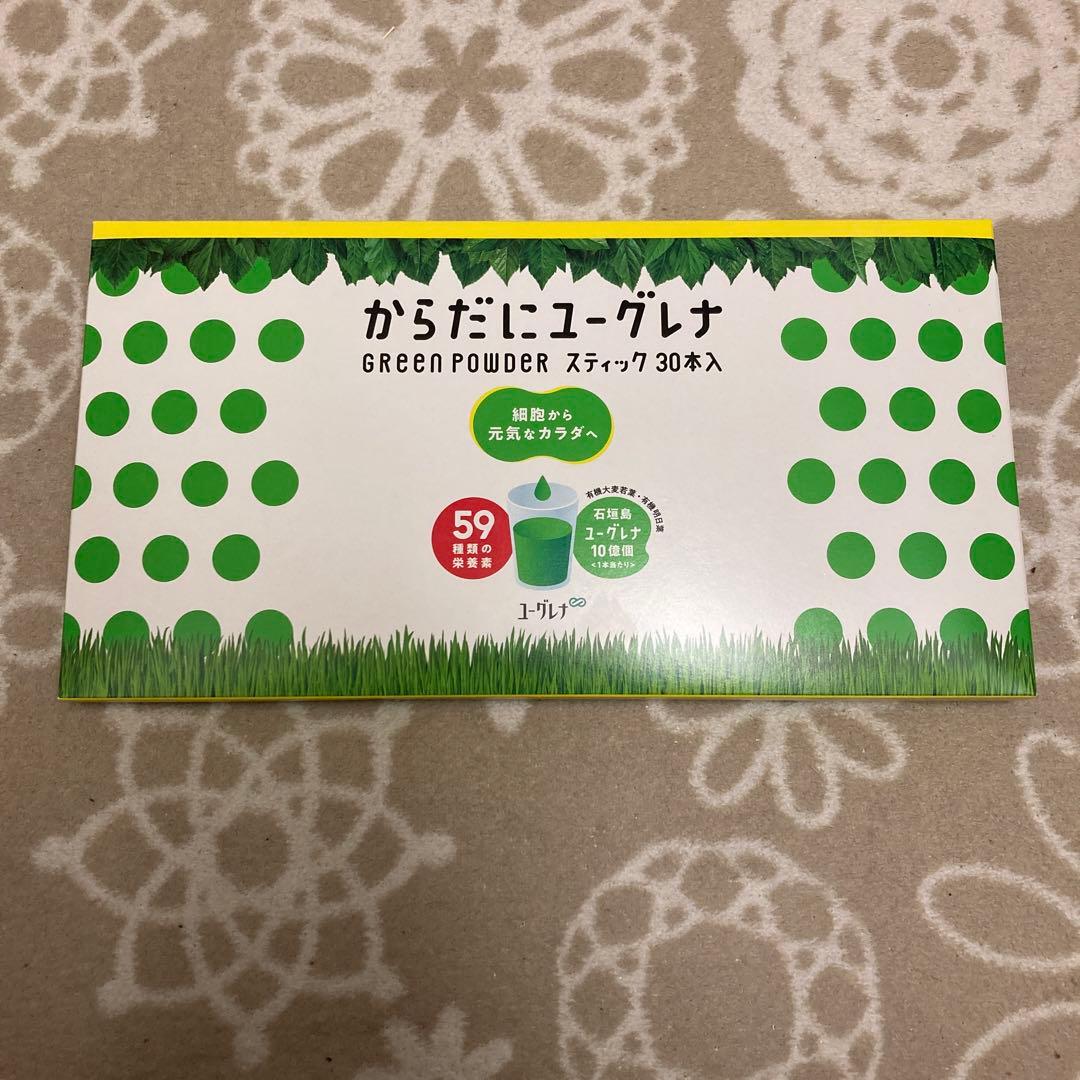 からだにユーグレナ
GReen POWDER スティック 30本入
細胞から
元気なカラダへ
59
種類の
栄養素
有機大麦若葉・有機明日葉
石垣島
ユーグレナ
10億個
<1本当たり>
ユーグレナ